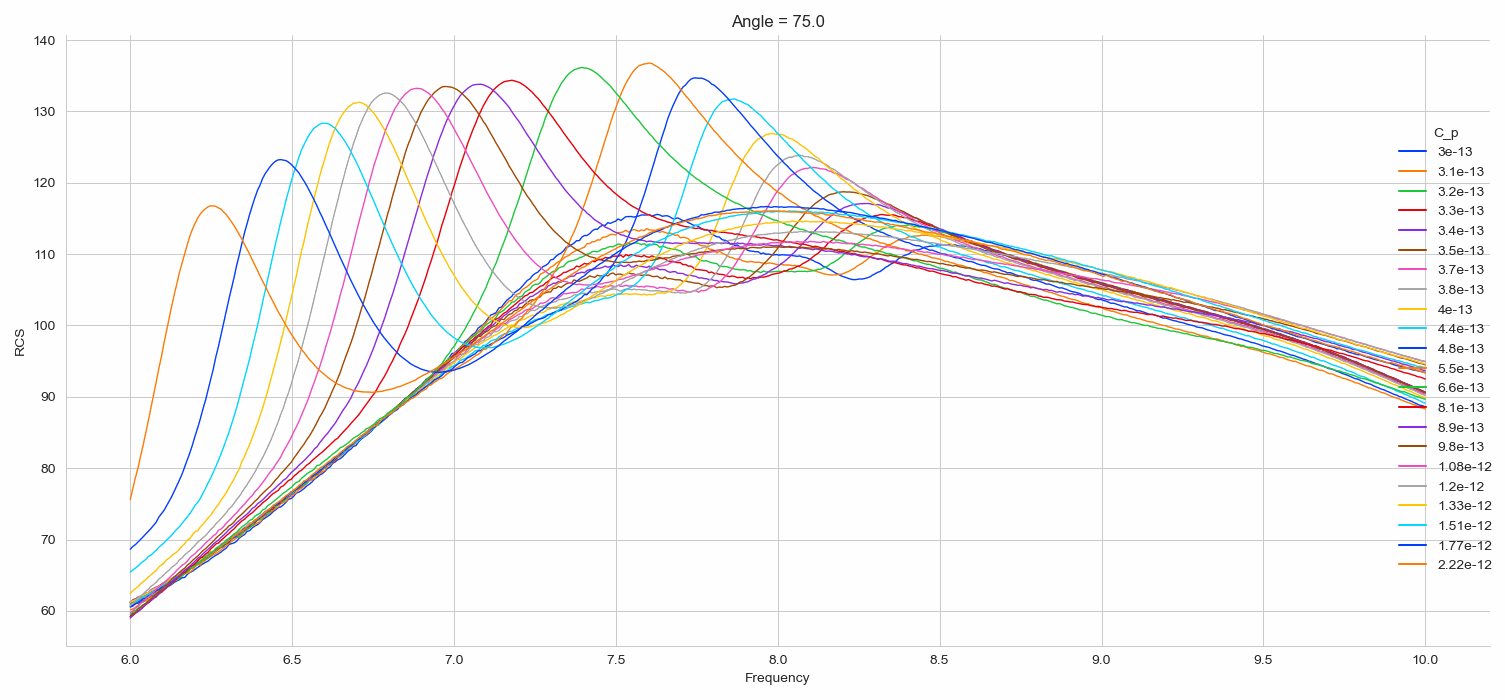 Angle = 75.0
140
130
120
110
100
90
80
70
60
RCS
6.0 6.5 7.0 7.5 8.0 8.5 9.0 9.5 10.0
Frequency
C_p
3e-13
3.1e-13
3.2e-13
3.3e-13
3.4e-13
3.5e-13
3.7e-13
3.8e-13
4e-13
4.4e-13
4.8e-13
5.5e-13
6.6e-13
8.1e-13
8.9e-13
9.8e-13
1.08e-12
1.2e-12
1.33e-12
1.51e-12
1.77e-12
2.22e-12